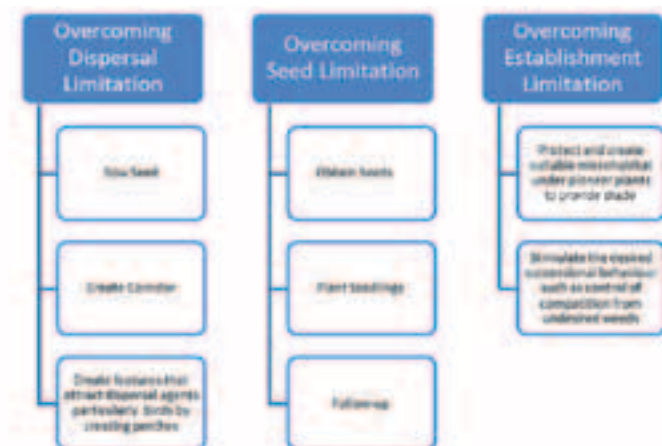 Overcoming
Dispersal
Limitation
Sow Seed
Create Corridor
Create features that
attract dispersal agents
particularly birds by
creating perches
Overcoming
Seed Limitation
Obtain Seeds
Plant Seedlings
Follow-up
Overcoming
Establishment
Limitation
Protect and create
suitable microhabitat
under pioneer plants
to provide shade
Stimulate the desired
successional behaviour
such as control of
competition from
undesired weeds